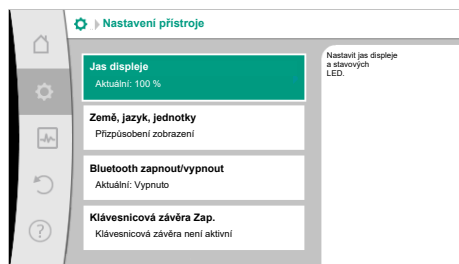 Nastavení přístroje
Jas displeje
Aktuální: 100 %
Nastavit jas displeje
a stavových
LED.
Země, jazyk, jednotky
Přizpůsobení zobrazení
Bluetooth zapnout/vypnout
Aktuální: Vypnuto
Klávesnicová závěra Zap.
Klávesnicová závěra není aktivní